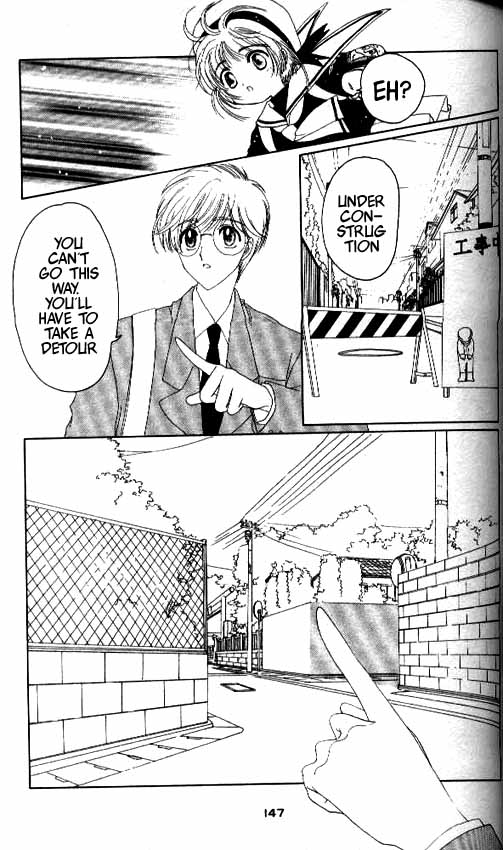 EH?
UNDER
CON-
STRUC
TION
工事
YOU
CAN'T
GO THIS
WAY.
YOU'LL
HAVE TO
TAKE A
DETOUR
147